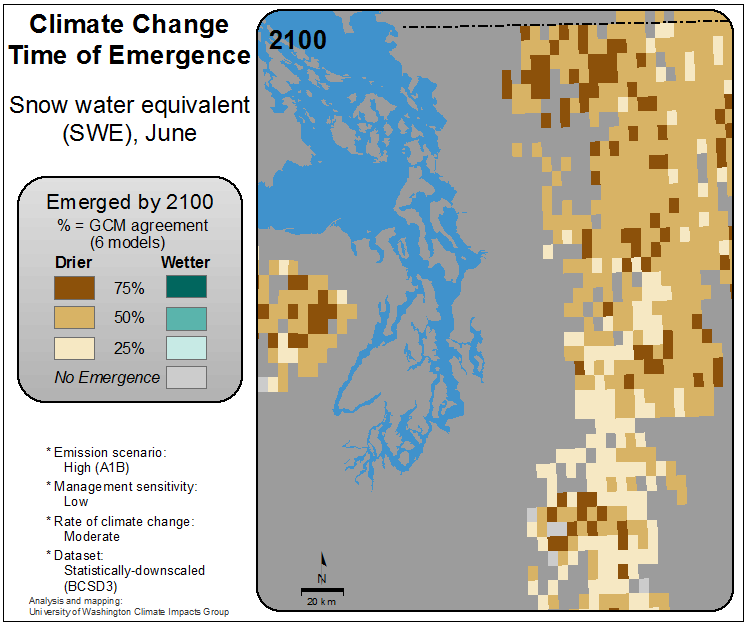 Climate Change
Time of Emergence
Snow water equivalent
(SWE), June
Emerged by 2100
% = GCM agreement
(6 models)
Drier Wetter
75%
50%
25%
No Emergence
* Emission scenario:
High (A1B)
* Management sensitivity:
Low
* Rate of climate change:
Moderate
* Dataset:
Statistically-downscaled
(BCSD3)
Analysis and mapping:
University of Washington Climate Impacts Group
2100
N
20 km